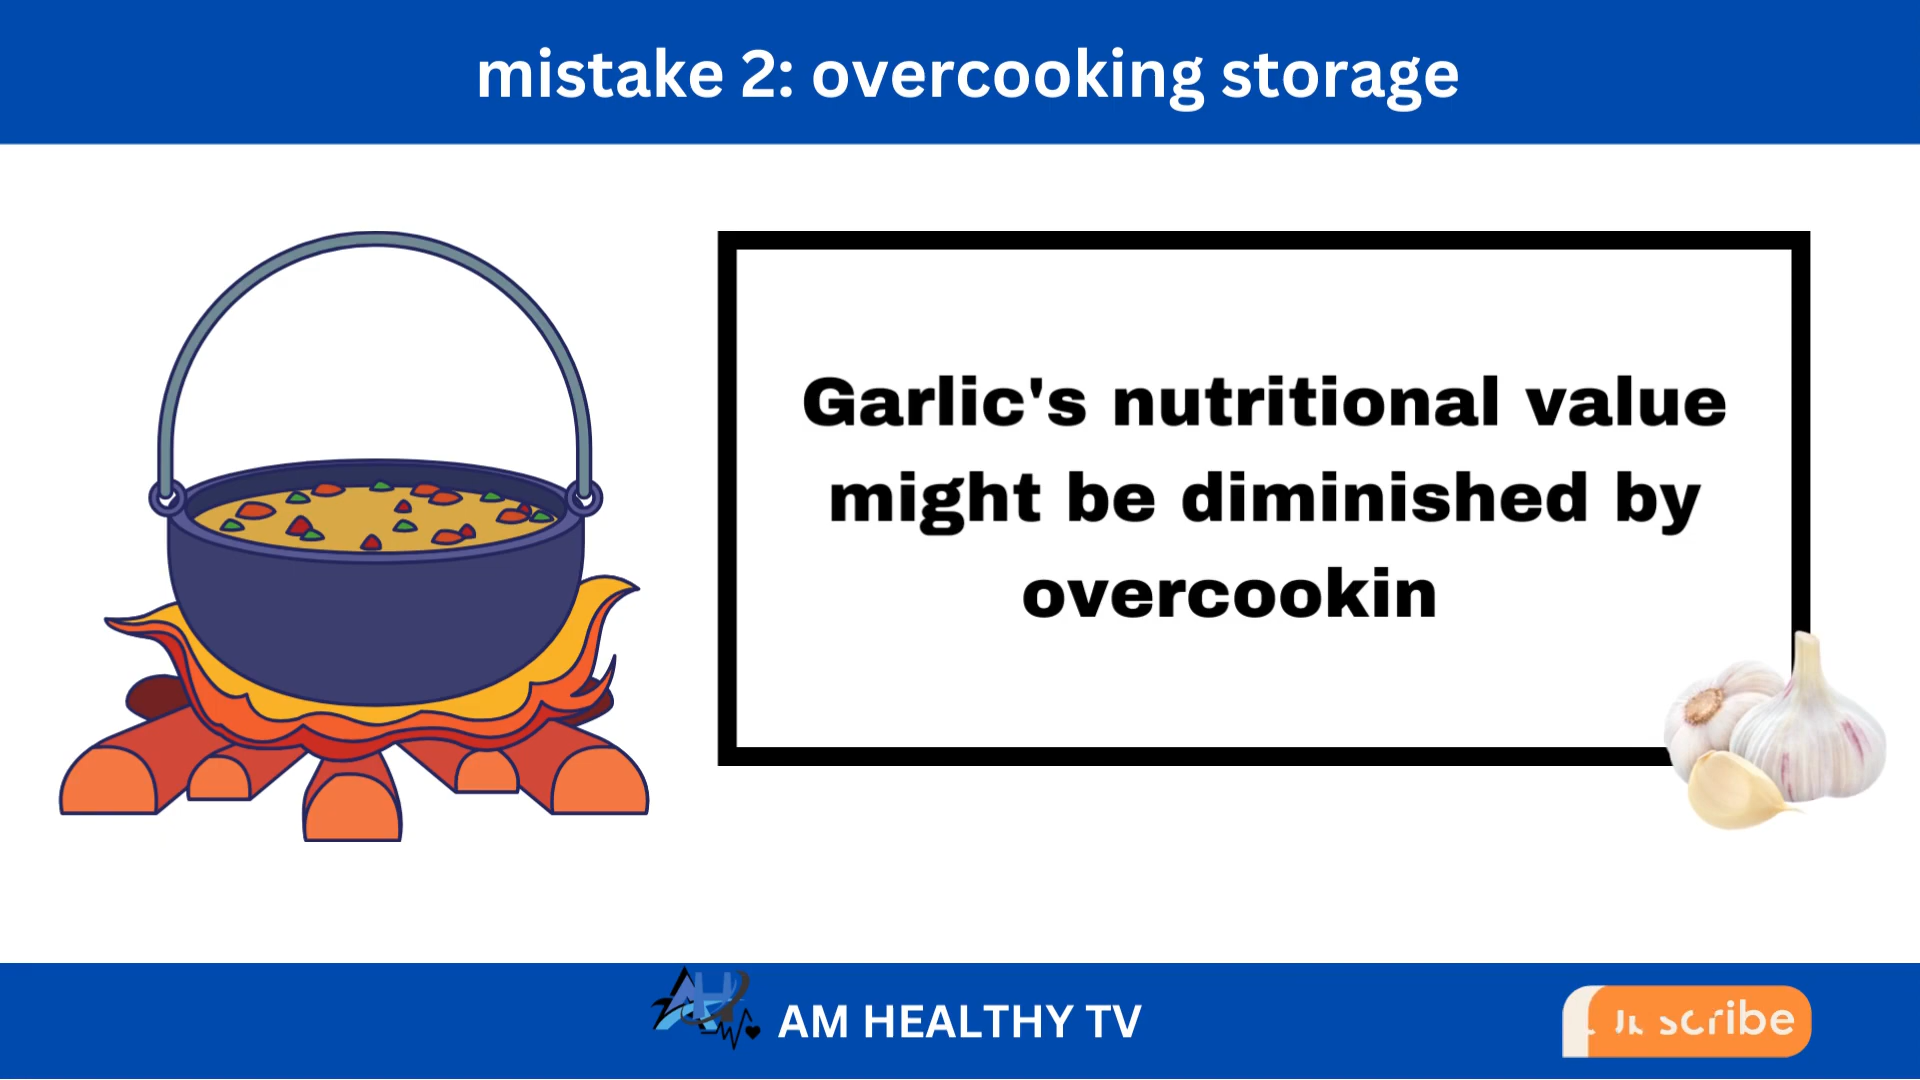 mistake 2: overcooking storage
Garlic's nutritional value
might be diminished by
overcookin
AM HEALTHY TV